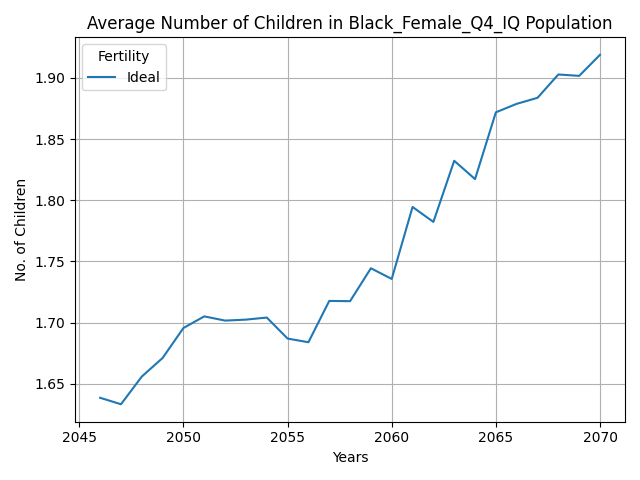 Average Number of Children in Black_Female_Q4_IQ Population
Fertility
Ideal
No. of Children
1.90
1.85
1.80
1.75
1.70
1.65
2045 2050 2055 2060 2065 2070
Years